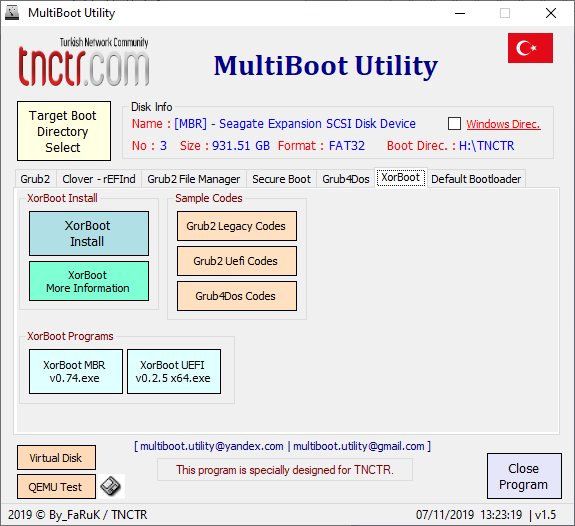 MultiBoot Utility
Turkish Network Community
tnctr.com
MultiBoot Utility
Target Boot
Directory
Select
Disk Info
Name : [MBR] - Seagate Expansion SCSI Disk Device
Windows Direc.
No : 3 Size : 931.51 GB Format : FAT32 Boot Direc. : H:\TNCTR
Grub2 Clover - rEFInd Grub2 File Manager Secure Boot Grub4Dos XorBoot Default Bootloader
XorBoot Install
XorBoot
Install
XorBoot
More Information
Sample Codes
Grub2 Legacy Codes
Grub2 Uefi Codes
Grub4Dos Codes
XorBoot Programs
XorBoot MBR
v0.74.exe
XorBoot UEFI
v0.2.5 x64.exe
Virtual Disk
QEMU Test
[ multiboot.utility@yandex.com | multiboot.utility@gmail.com ]
This program is specially designed for TNCTR.
Close
Program
2019 © By_FaRuK / TNCTR
07/11/2019 13:23:19 | v1.5